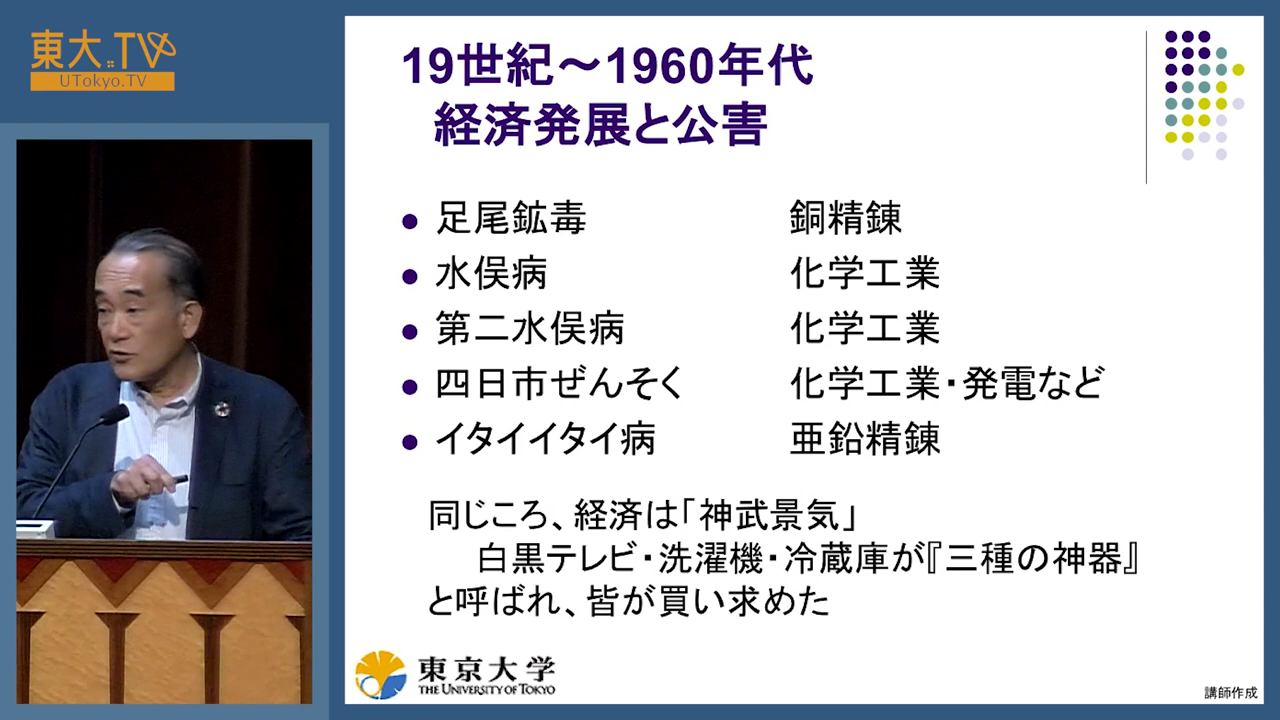 東大.TV
UTokyo.TV
19世紀～1960年代
経済発展と公害
足尾鉱毒 銅精錬
水俣病 化学工業
第二水俣病 化学工業
四日市ぜんそく 化学工業・発電など
イタイイタイ病 亜鉛精錬
同じころ、経済は「神武景気」
白黒テレビ・洗濯機・冷蔵庫が『三種の神器』
と呼ばれ、皆が買い求めた
東京大学
THE UNIVERSITY OF TOKYO
講師作成